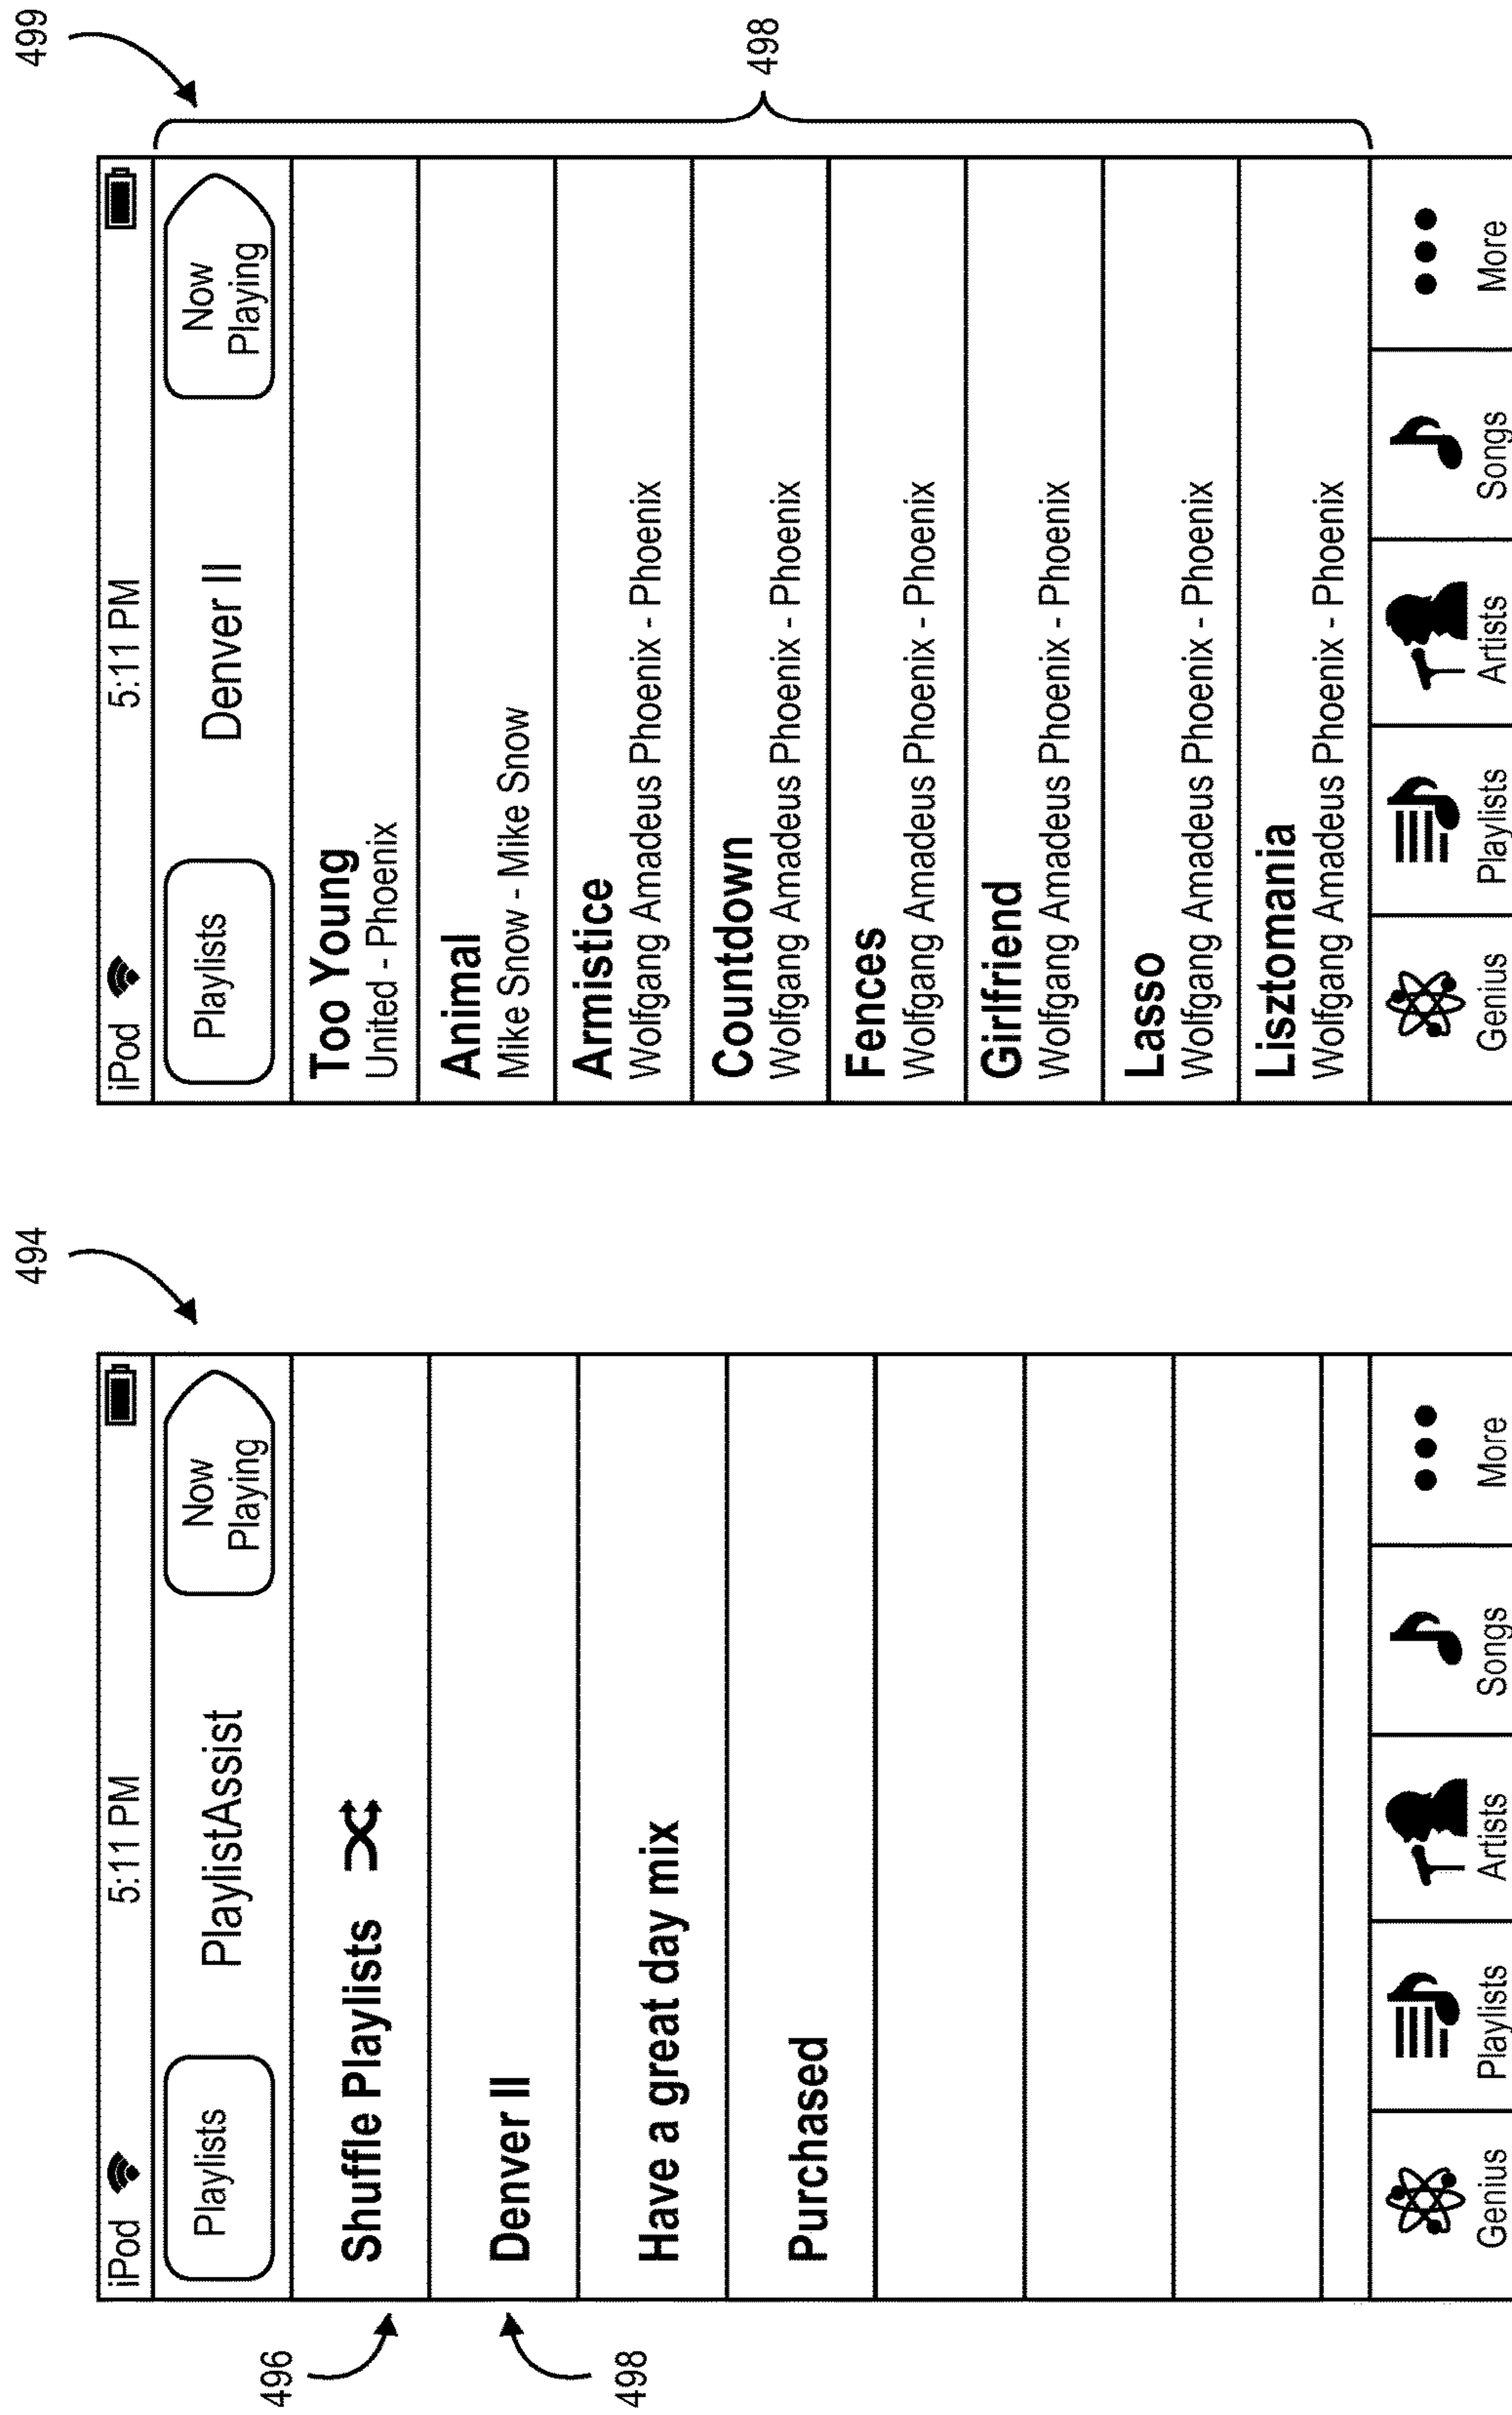 494
iPod 5:11 PM
Playlists PlaylistAssist Now
Playing
496
Shuffle Playlists
498
Denver II
Have a great day mix
Purchased
Genius Playlists Artists Songs More
499
iPod 5:11 PM
Playlists Denver II Now
Playing
Too Young
United - Phoenix
Animal
Mike Snow - Mike Snow
Armistice
Wolfgang Amadeus Phoenix - Phoenix
Countdown
Wolfgang Amadeus Phoenix - Phoenix
498
Fences
Wolfgang Amadeus Phoenix - Phoenix
Girlfriend
Wolfgang Amadeus Phoenix - Phoenix
Lasso
Wolfgang Amadeus Phoenix - Phoenix
Lisztomania
Wolfgang Amadeus Phoenix - Phoenix
Genius Playlists Artists Songs More